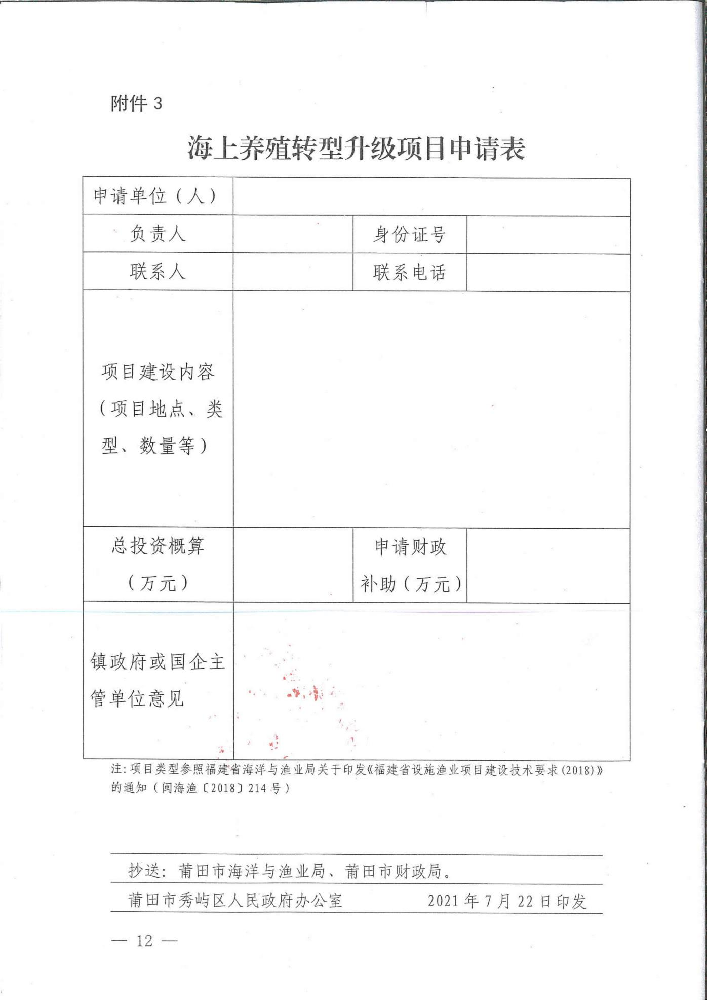 附件 3
海上养殖转型升级项目申请表
申请单位（人）
负责人
身份证号
联系人
联系电话
项目建设内容
（项目地点、类
型、数量等）
总投资概算
（万元）
申请财政
补助（万元）
镇政府或国企主
管单位意见
注：项目类型参照福建省海洋与渔业局关于印发《福建省设施渔业项目建设技术要求（2018）》
的通知（闽海渔〔2018〕214 号）
抄送：莆田市海洋与渔业局、莆田市财政局。
莆田市秀屿区人民政府办公室 2021 年 7 月 22 日印发
— 12 —